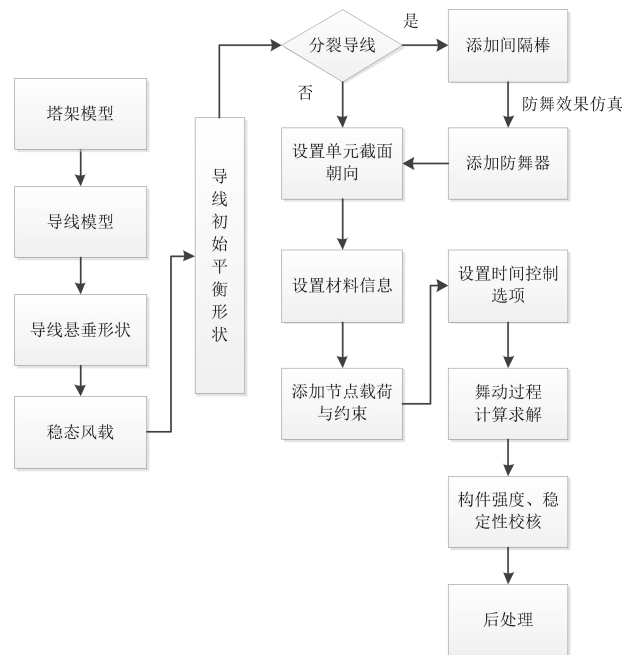 塔架模型
导线模型
导线悬垂形状
稳态风载
导线初始平衡形状
分裂导线
是
否
添加间隔棒
防舞效果仿真
添加防舞器
设置单元截面
朝向
设置材料信息
添加节点载荷
与约束
设置时间控制
选项
舞动过程
计算求解
构件强度、稳
定性校核
后处理